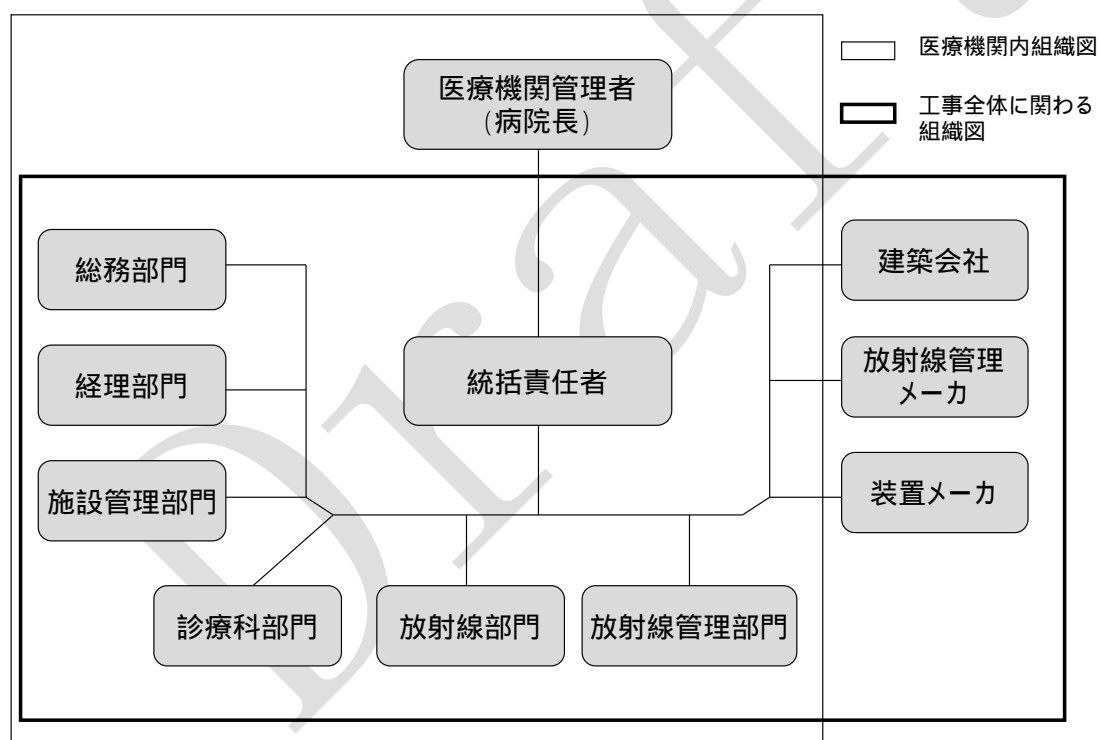 医療機関内組織図
工事全体に関わる
組織図
医療機関管理者
(病院長)
総務部門
経理部門
施設管理部門
統括責任者
建築会社
放射線管理
メーカ
装置メーカ
診療科部門
放射線部門
放射線管理部門
Draft